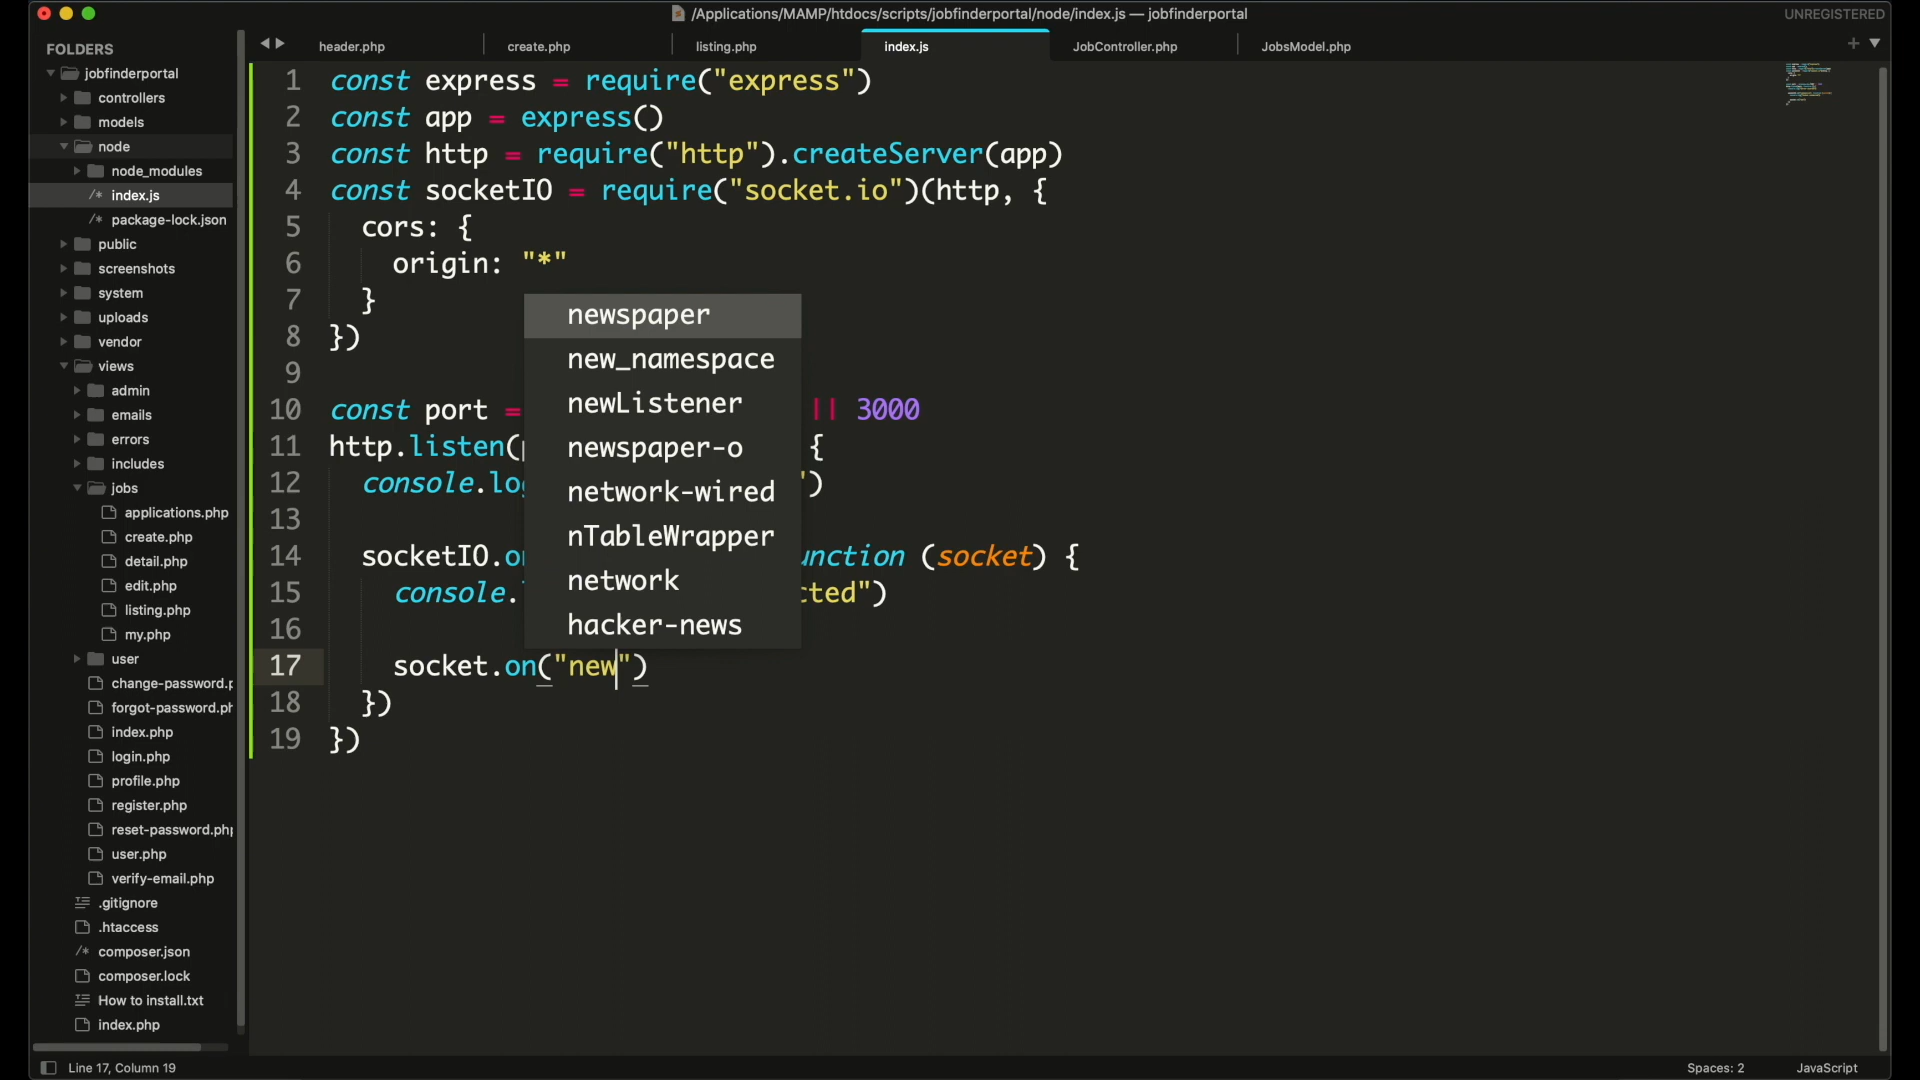 /Applications/MAMP/htdocs/scripts/jobfinderportal/node/index.js — jobfinderportal
UNREGISTERED
FOLDERS
jobfinderportal
controllers
models
node
node_modules
/* index.js
/* package-lock.json
public
screenshots
system
uploads
vendor
views
admin
emails
errors
includes
jobs
applications.php
create.php
detail.php
edit.php
listing.php
my.php
user
change-password.p
forgot-password.ph
index.php
login.php
profile.php
register.php
reset-password.php
user.php
verify-email.php
.gitignore
.htaccess
/* composer.json
composer.lock
How to install.txt
index.php
header.php
create.php
listing.php
index.js
JobController.php
JobsModel.php
1 const express = require("express")
2 const app = express()
3 const http = require("http").createServer(app)
4 const socketIO = require("socket.io")(http, {
5 cors: {
6 origin: "*"
7 }
8 })
9
10 const port = || 3000
11 http.listen( {
12 console.log ")
13
14 socketIO.on unction (socket) {
15 console. cted")
16
17 socket.on("new")
18 })
19 })
newspaper
new_namespace
newListener
newspaper-o
network-wired
nTableWrapper
network
hacker-news
Line 17, Column 19
Spaces: 2
JavaScript